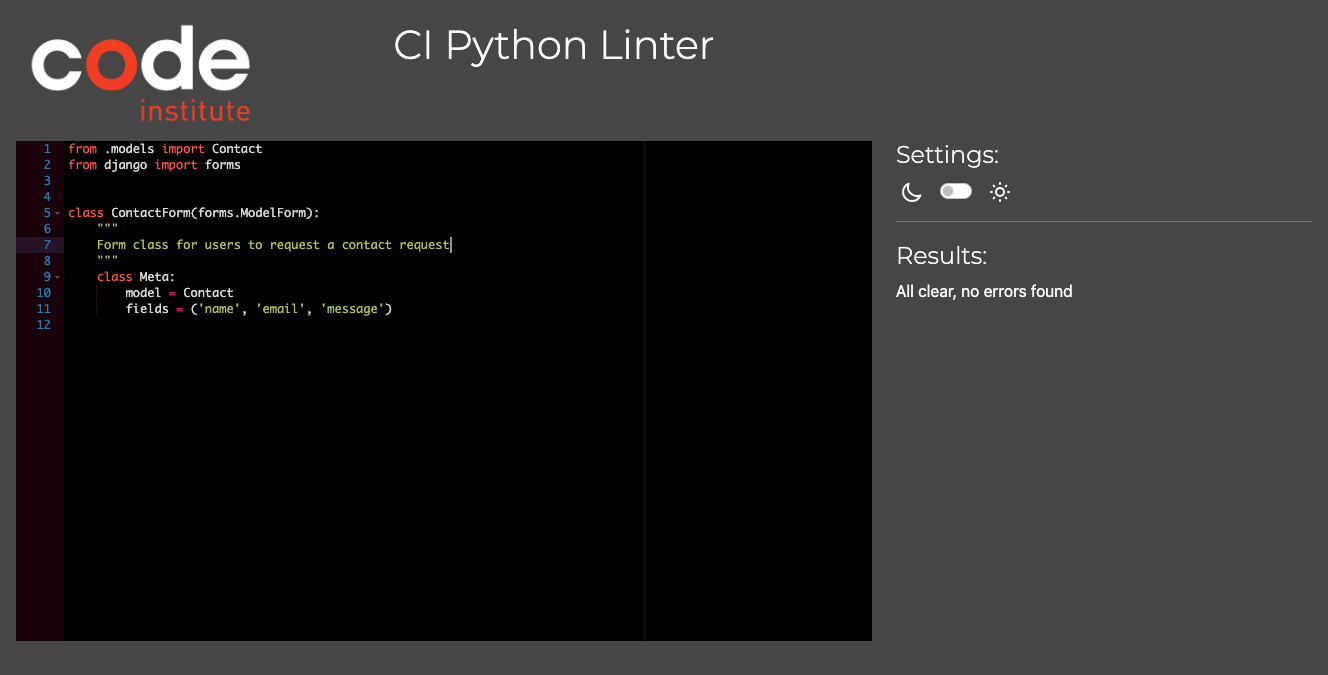 code
institute
CI Python Linter
1 from .models import Contact
2 from django import forms
3
4
5 class ContactForm(forms.ModelForm):
6     """
7     Form class for users to request a contact request
8     """
9     class Meta:
10         model = Contact
11         fields = ('name', 'email', 'message')
12
Settings:
Results:
All clear, no errors found